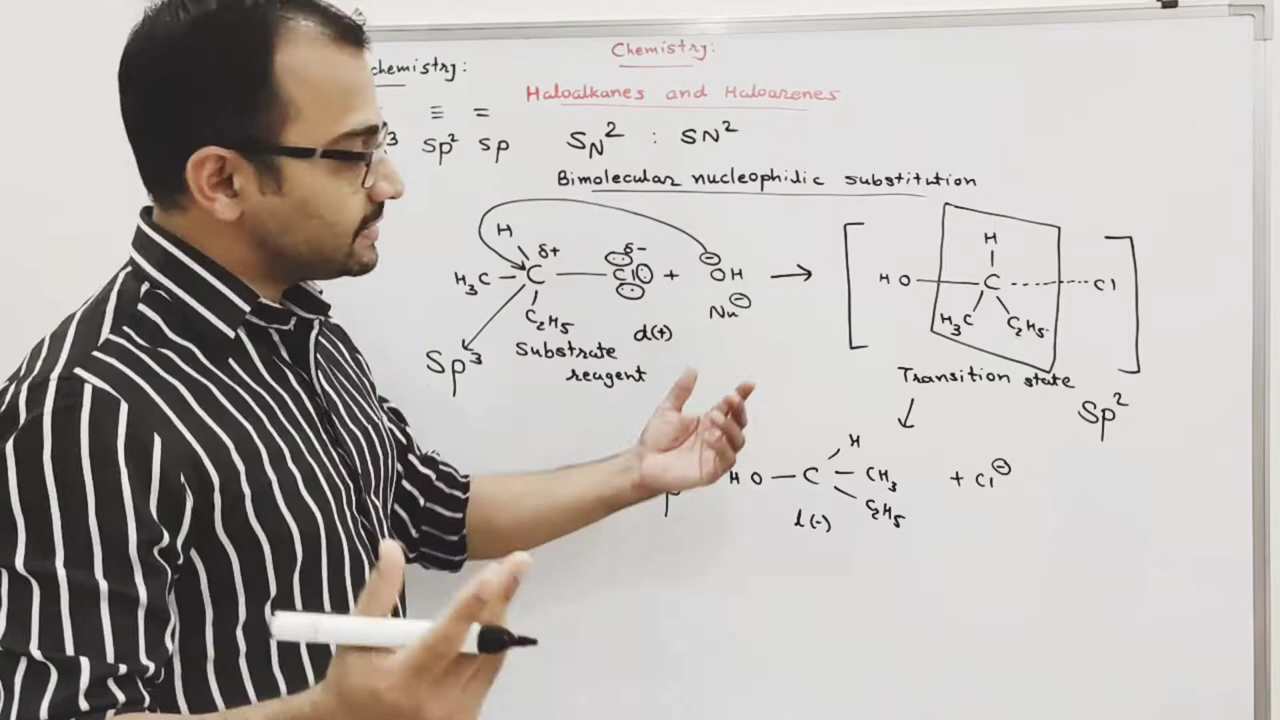 Chemistry:
chemistry:
Haloalkanes and Haloarenes
≡ =
3 Sp² Sp
SN² : SN²
Bimolecular nucleophilic substitution
H
δ+ δ-
H₃C — C — Cl + ⊖OH →
C₂H₅
Nu⊖
d(+)
Sp³
Substrate
reagent
H
HO — C ---- Cl
H₃C C₂H₅
Transition state
Sp²
H
HO — C — CH₃ + Cl⊖
C₂H₅
l(-)